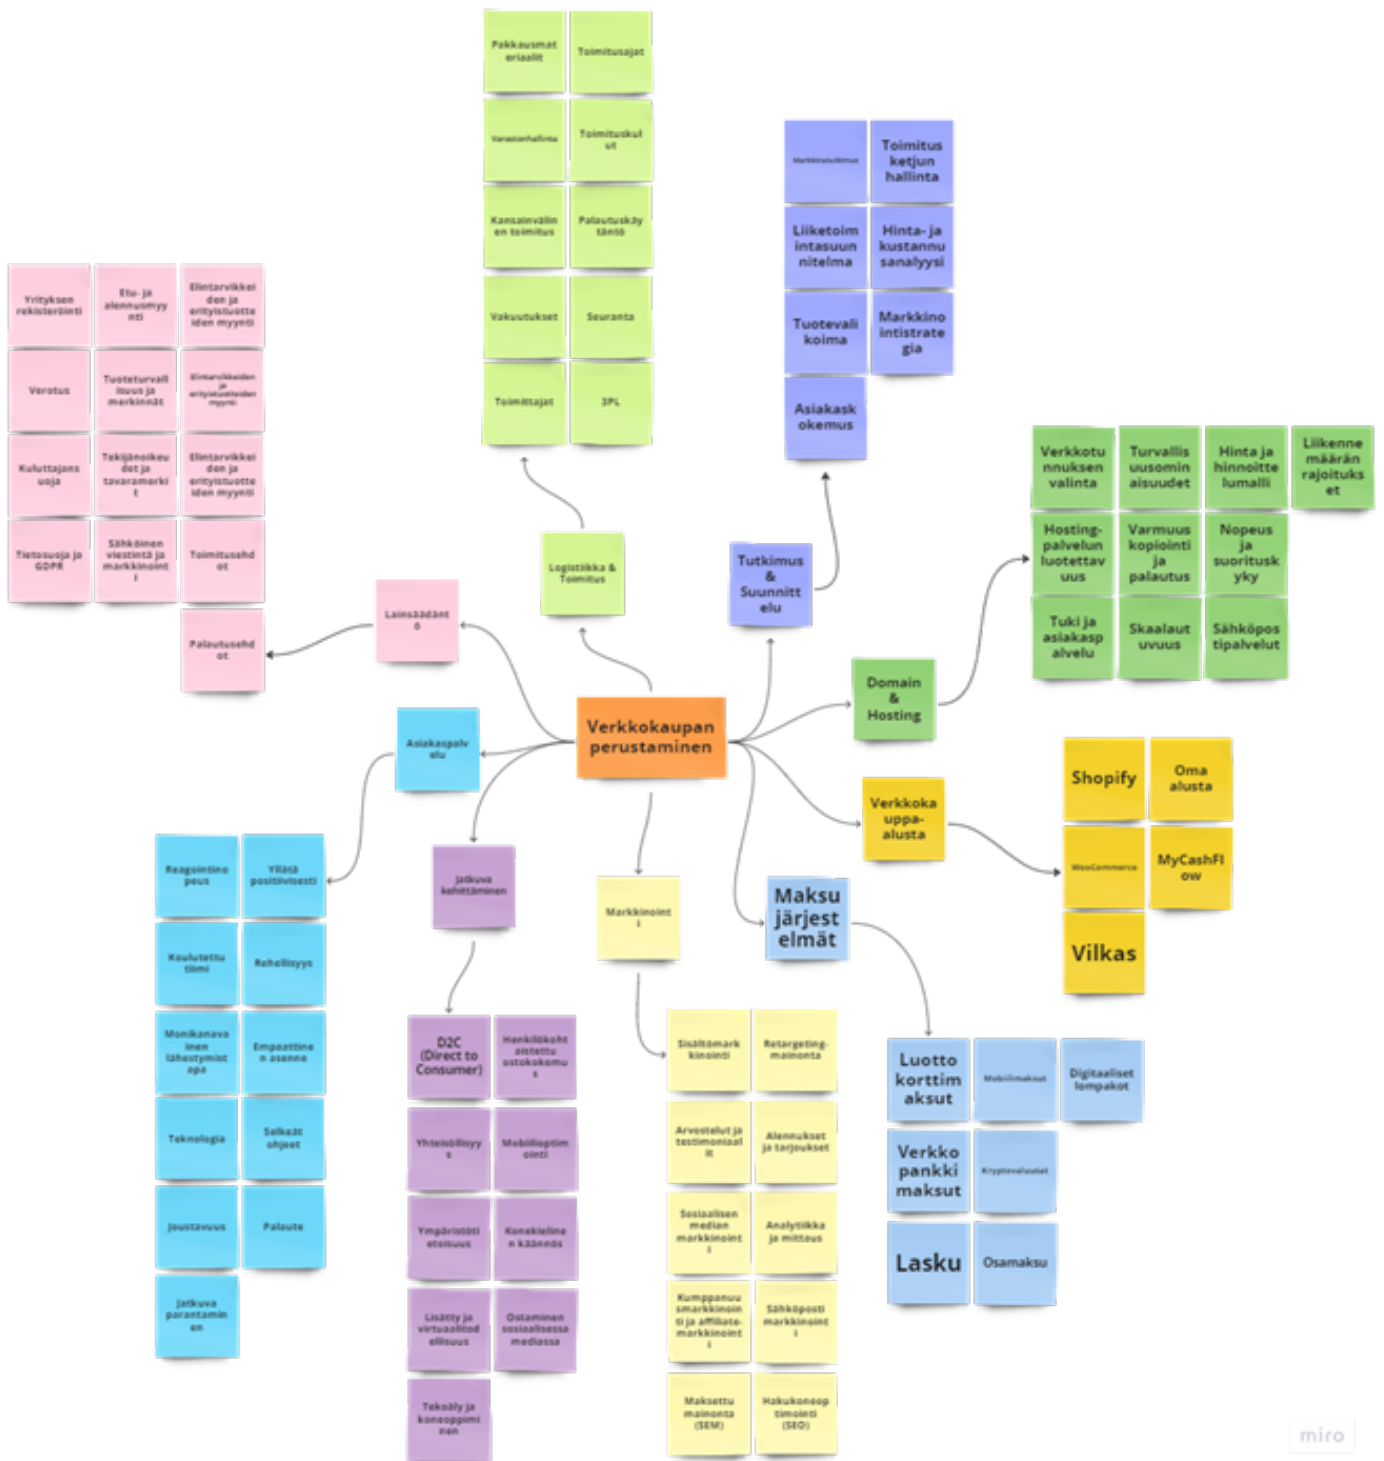 Pakkausmat
eriaalit
Toimitusajat
Varastonhallinta
Toimituskul
ut
Kansainvälin
en toimitus
Palautuskäy
täntö
Vakuutukset
Seuranta
Toimittajat
3PL
Logistiikka &
Toimitus
Markkinatutkimus
Toimitus
ketjun
hallinta
Liiketoim
intasuun
nitelma
Hinta- ja
kustannu
sanalyysi
Tuotevali
koima
Markkino
intistrate
gia
Asiakask
okemus
Tutkimus
&
Suunnitt
elu
Yrityksen
rekisteröinti
Etu- ja
alennusmyy
nti
Elintarvikkei
den ja
erityistuotte
iden myynti
Verotus
Tuoteturvall
isuus ja
merkinnät
Elintarvikkeiden
ja
erityistuotteiden
myynti
Kuluttajans
uoja
Tekijänoikeu
det ja
tavaramerki
t
Elintarvikkei
den ja
erityistuotte
iden myynti
Tietosuoja ja
GDPR
Sähköinen
viestintä ja
markkinoint
i
Toimitusehd
ot
Palautusehd
ot
Lainsäädänt
ö
Verkkotu
nnuksen
valinta
Turvallis
uusomin
aisuudet
Hinta ja
hinnoitte
lumalli
Liikenne
määrän
rajoituks
et
Hosting-
palvelun
luotettav
uus
Varmuus
kopiointi
ja
palautus
Nopeus
ja
suoritusk
yky
Tuki ja
asiakasp
alvelu
Skaalaut
uvuus
Sähköpos
tipalvelut
Domain
&
Hosting
Verkkokaupan
perustaminen
Asiakaspalv
elu
Reagointino
peus
Yllätä
positiivisesti
Koulutettu
tiimi
Rehellisyys
Monikanava
inen
lähestymist
apa
Empaattine
n asenne
Teknologia
Selkeät
ohjeet
Joustavuus
Palaute
Jatkuva
parantamin
en
Jatkuva
kehittäminen
D2C
(Direct to
Consumer)
Henkilökoht
aistettu
ostokokemu
s
Yhteisöllisyy
s
Mobiilioptim
ointi
Ympäristöti
etoisuus
Konekieline
n käännös
Lisätty ja
virtuaalitod
ellisuus
Ostaminen
sosiaalisessa
mediassa
Tekoäly ja
koneoppimi
nen
Markkinoint
i
Sisältömark
kinointi
Retargeting-
mainonta
Arvostelut ja
testimoniaal
it
Alennukset
ja tarjoukset
Sosiaalisen
median
markkinoint
i
Analytiikka
ja mittaus
Kumppanuu
smarkkinoin
ti ja affiliate-
markkinoint
i
Sähköposti
markkinoint
i
Maksettu
mainonta
(SEM)
Hakukoneop
timointi
(SEO)
Verkkoka
uppa-
alusta
Shopify
Oma
alusta
WooCommerce
MyCashFl
ow
Vilkas
Maksu
järjest
elmät
Luotto
korttim
aksut
Mobiilimaksut
Digitaaliset
lompakot
Verkko
pankki
maksut
Kryptovaluutat
Lasku
Osamaksu
miro